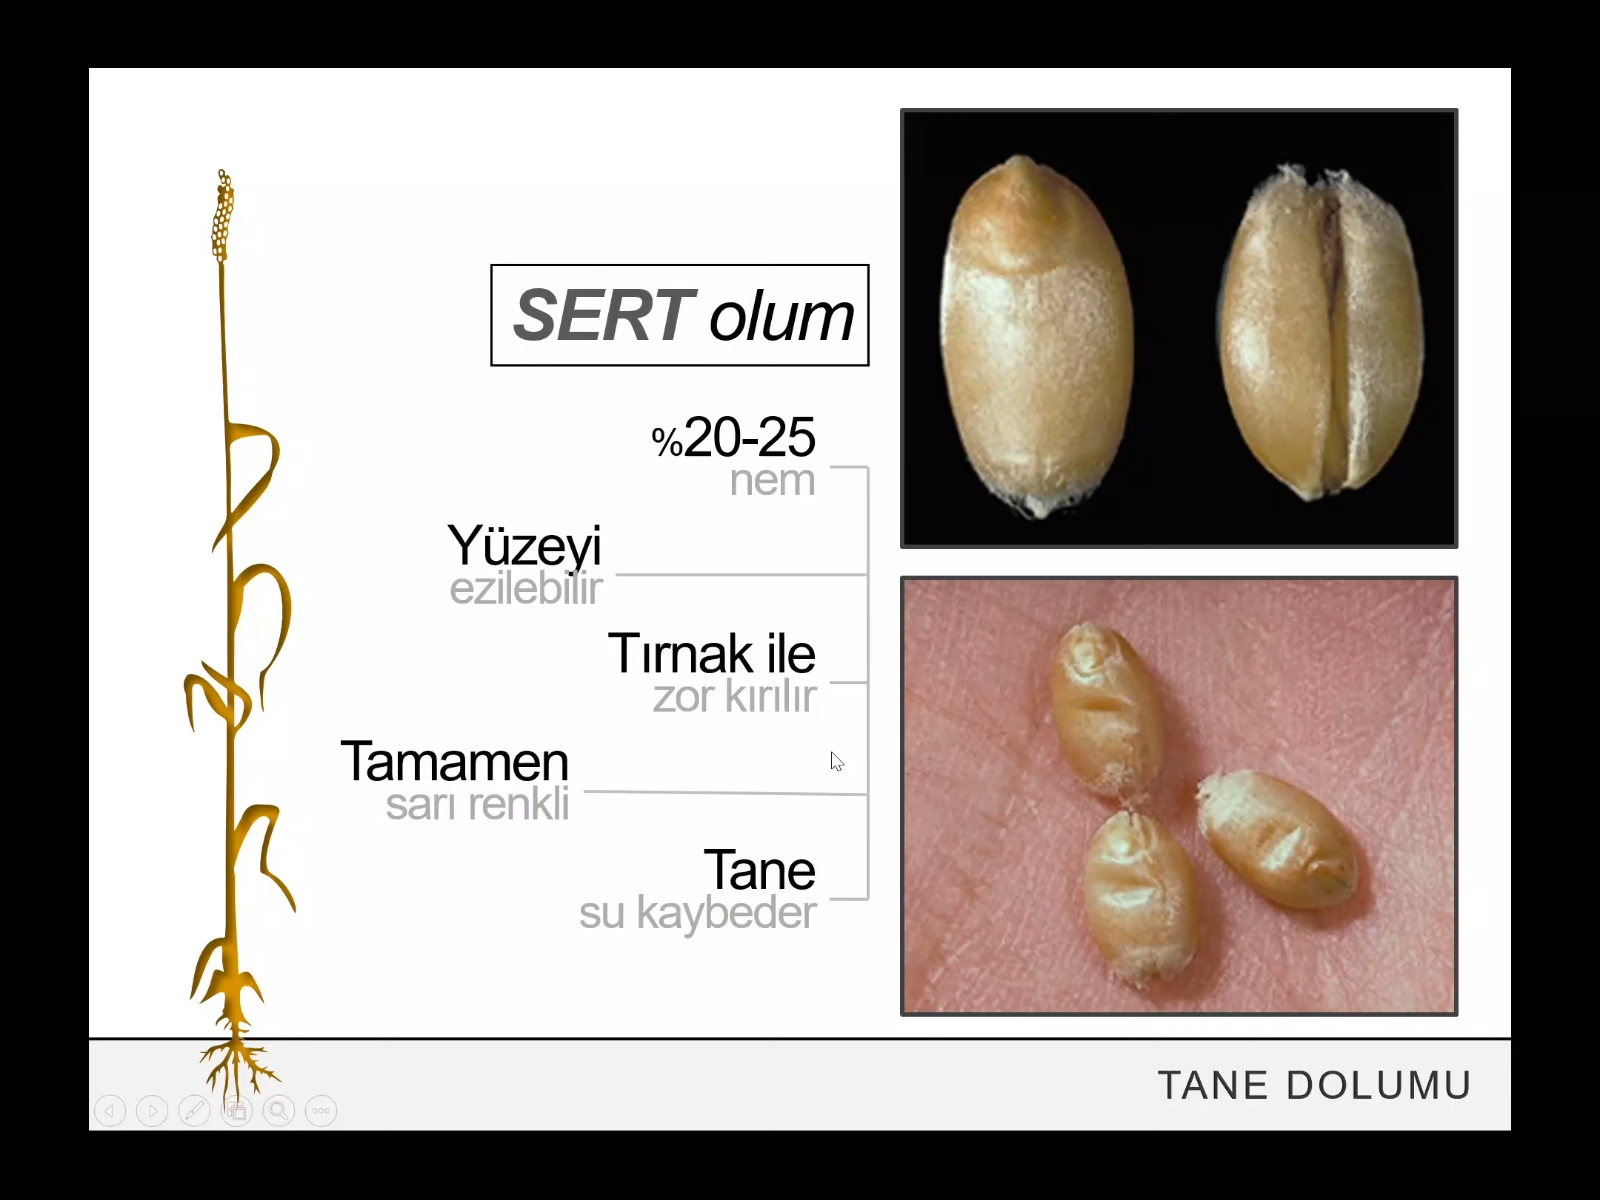 SERT olum
%20-25
nem
Yüzeyi
ezilebilir
Tırnak ile
zor kırılır
Tamamen
sarı renkli
Tane
su kaybeder
TANE DOLUMU